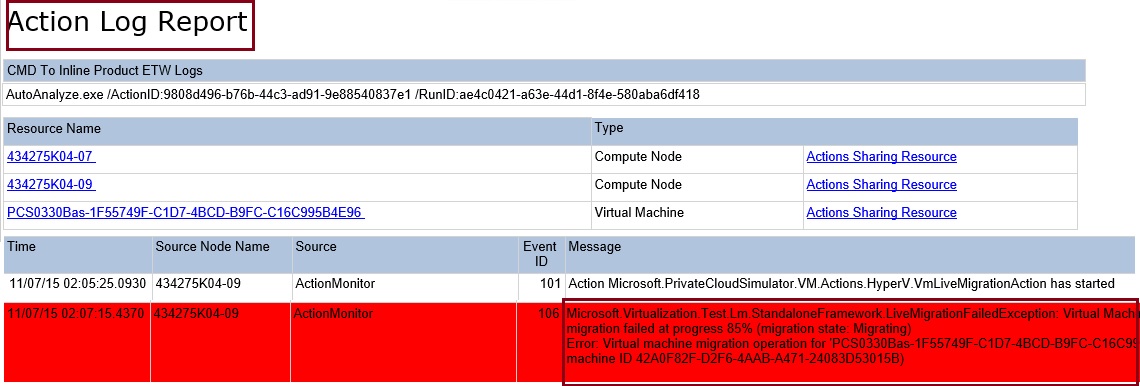 Action Log Report
CMD To Inline Product ETW Logs
AutoAnalyze.exe /ActionID:9808d496-b76b-44c3-ad91-9e88540837e1 /RunID:ae4c0421-a63e-44d1-8f4e-580aba6df418
Resource Name Type
434275K04-07 Compute Node Actions Sharing Resource
434275K04-09 Compute Node Actions Sharing Resource
PCS0330Bas-1F55749F-C1D7-4BCD-B9FC-C16C995B4E96 Virtual Machine Actions Sharing Resource
Time Source Node Name Source Event ID Message
11/07/15 02:05:25.0930 434275K04-09 ActionMonitor 101 Action Microsoft.PrivateCloudSimulator.VM.Actions.HyperV.VmLiveMigrationAction has started
11/07/15 02:07:15.4370 434275K04-09 ActionMonitor 106 Microsoft.Virtualization.Test.Lm.StandaloneFramework.LiveMigrationFailedException: Virtual Machi
migration failed at progress 85% (migration state: Migrating)
Error: Virtual machine migration operation for 'PCS0330Bas-1F55749F-C1D7-4BCD-B9FC-C16C99
machine ID 42A0F82F-D2F6-4AAB-A471-24083D53015B)